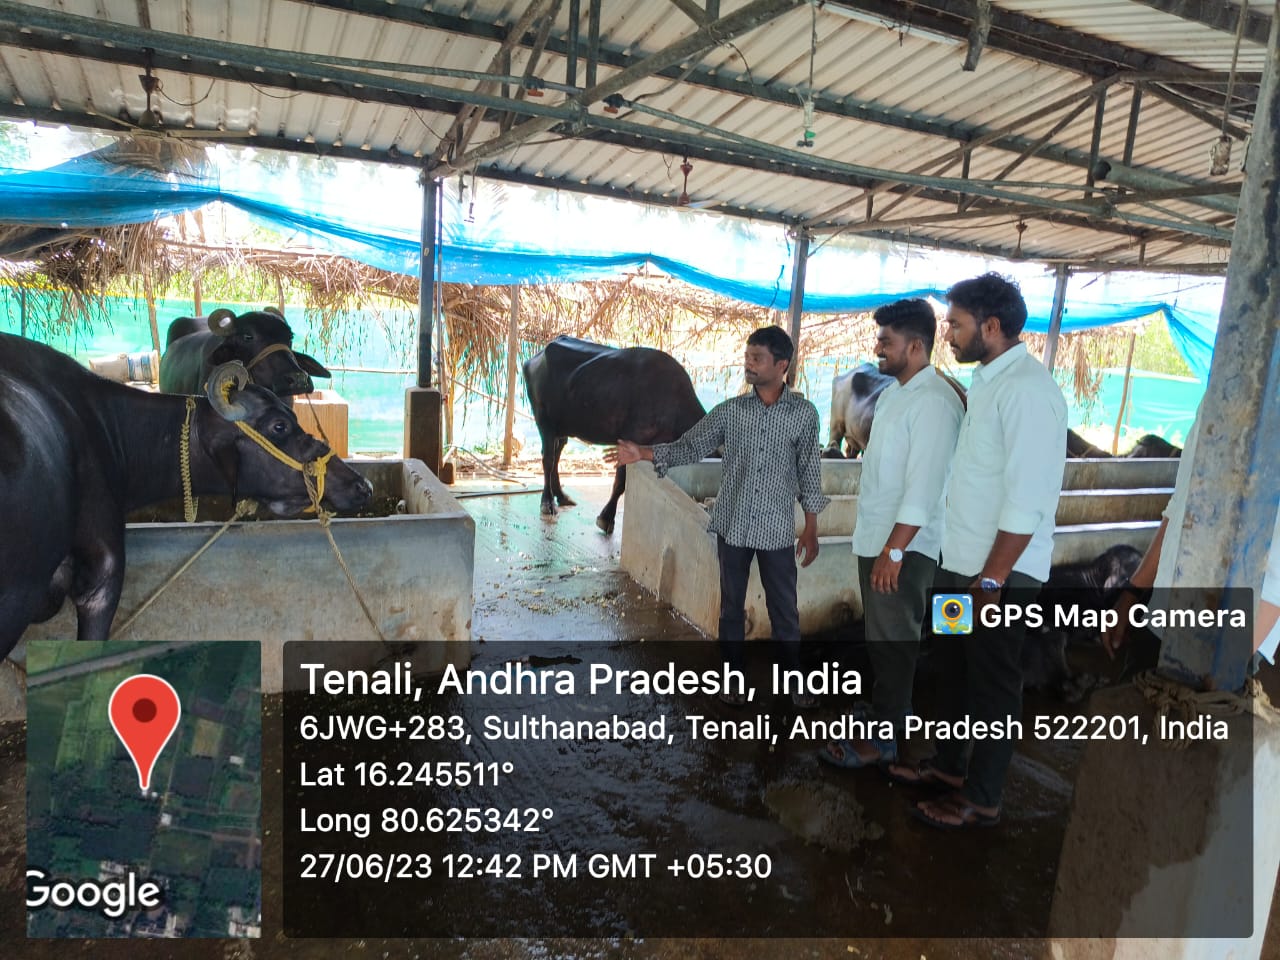 GPS Map Camera
Tenali, Andhra Pradesh, India
6JWG+283, Sulthanabad, Tenali, Andhra Pradesh 522201, India
Lat 16.245511°
Long 80.625342°
27/06/23 12:42 PM GMT +05:30
Google